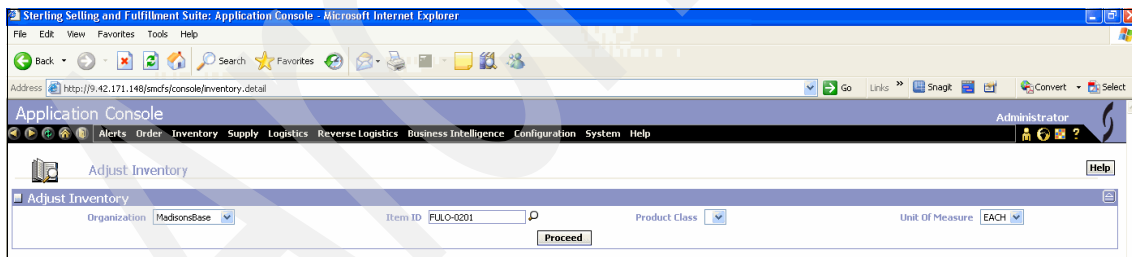 Sterling Selling and Fulfillment Suite: Application Console - Microsoft Internet Explorer
File Edit View Favorites Tools Help
Back Search Favorites
Address http://9.42.171.148/smcfs/console/inventory.detail Go Links » SnagIt Convert Select
Application Console Administrator
Alerts Order Inventory Supply Logistics Reverse Logistics Business Intelligence Configuration System Help ?
Adjust Inventory Help
Adjust Inventory
Organization MadisonsBase Item ID FULO-0201 Product Class Unit Of Measure EACH
Proceed